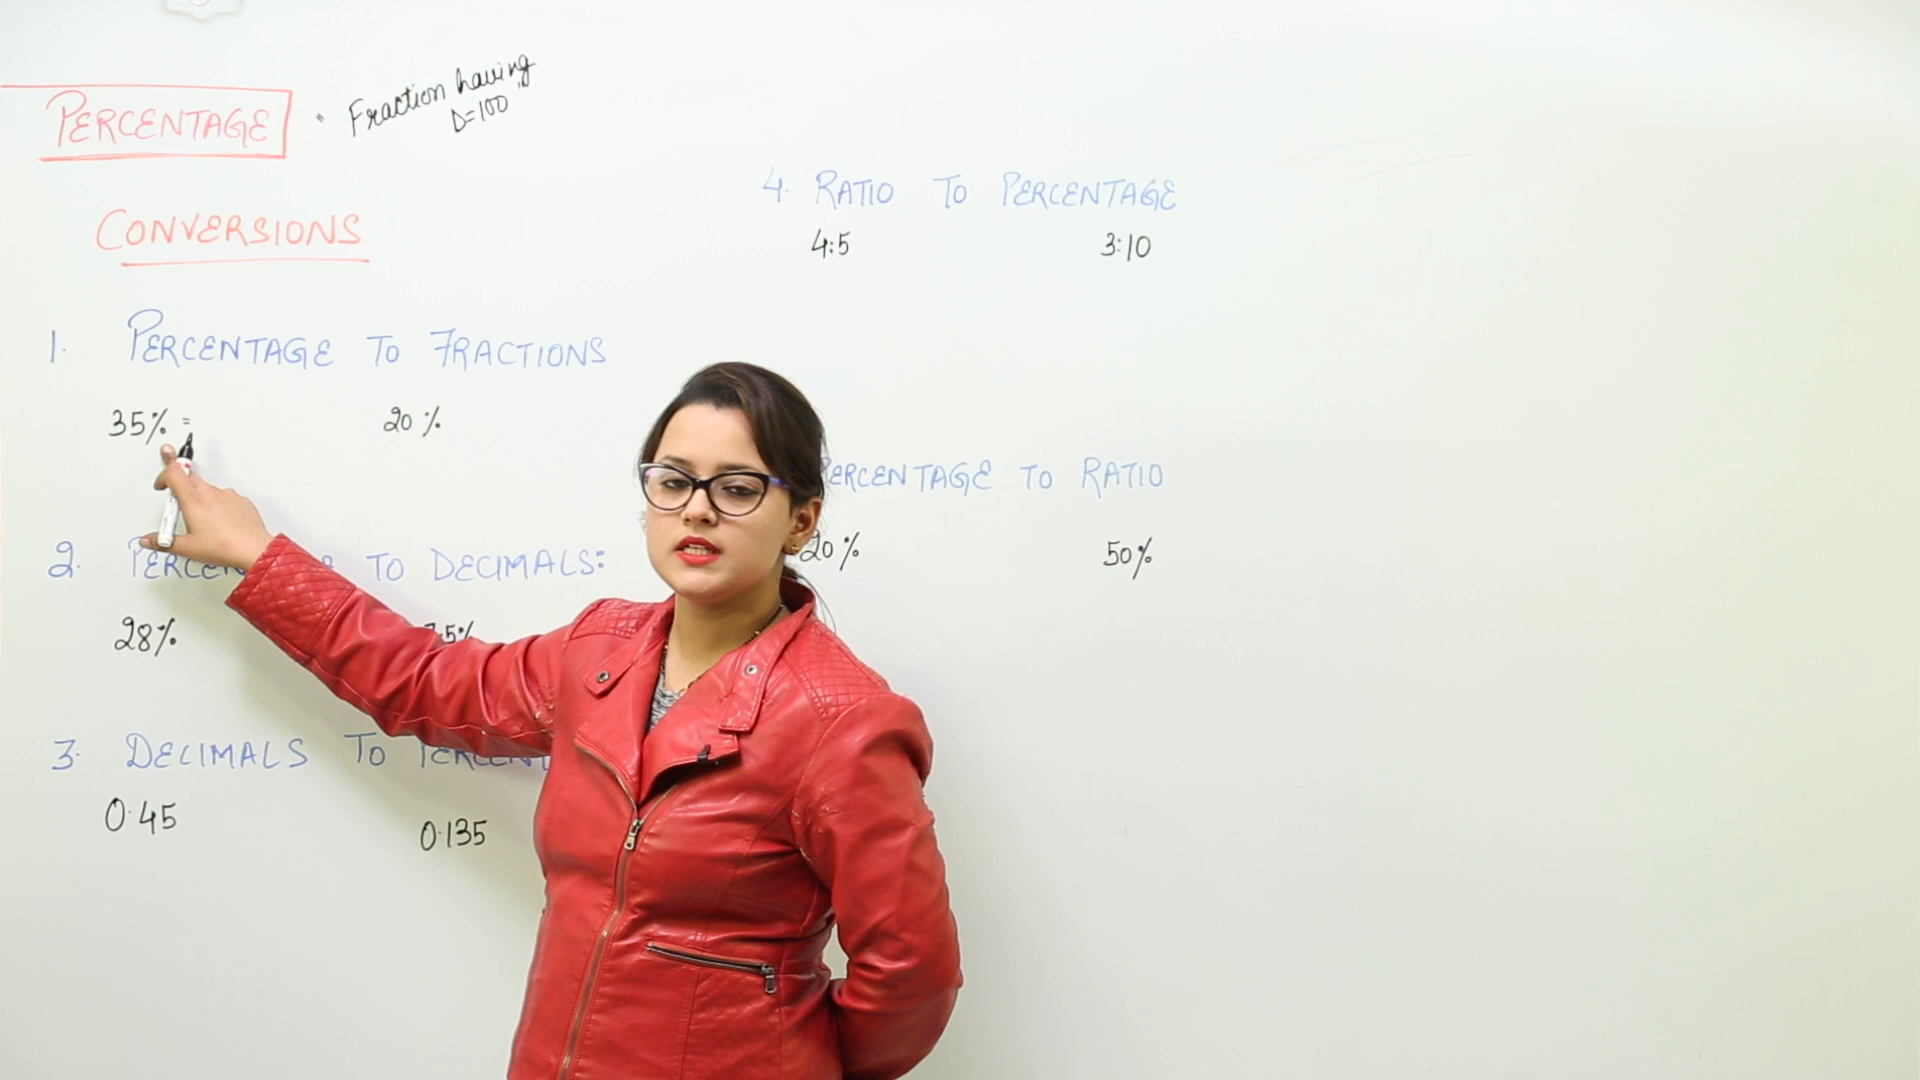 PERCENTAGE
Fraction having
D=100
CONVERSIONS
1. PERCENTAGE TO FRACTIONS
35% =
20%
2. TO DECIMALS:
28%
3. DECIMALS TO
0.45
0.135
4. RATIO TO PERCENTAGE
4:5
3:10
PERCENTAGE TO RATIO
20%
50%